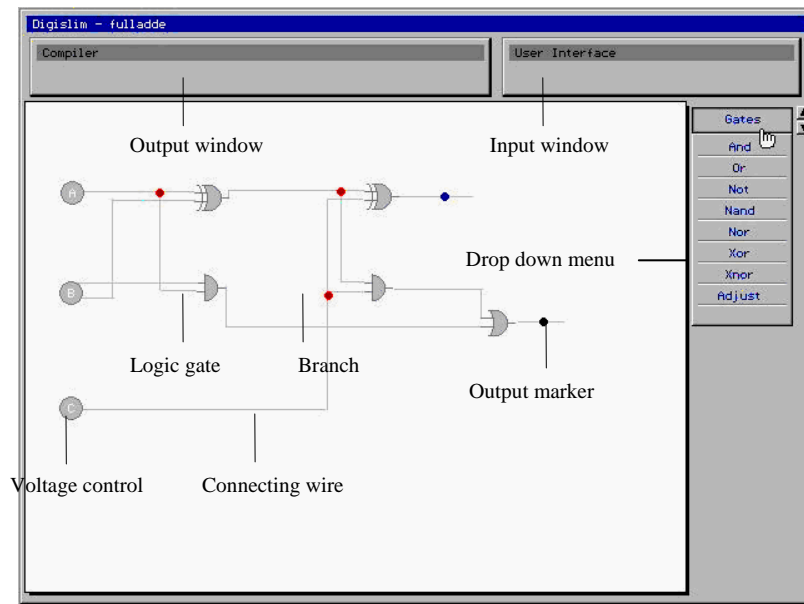 Digislim - fulladde
Compiler
User Interface
Output window
Input window
Gates
And
Or
Not
Nand
Nor
Xor
Xnor
Adjust
A
B
C
Drop down menu
Logic gate
Branch
Output marker
Voltage control
Connecting wire